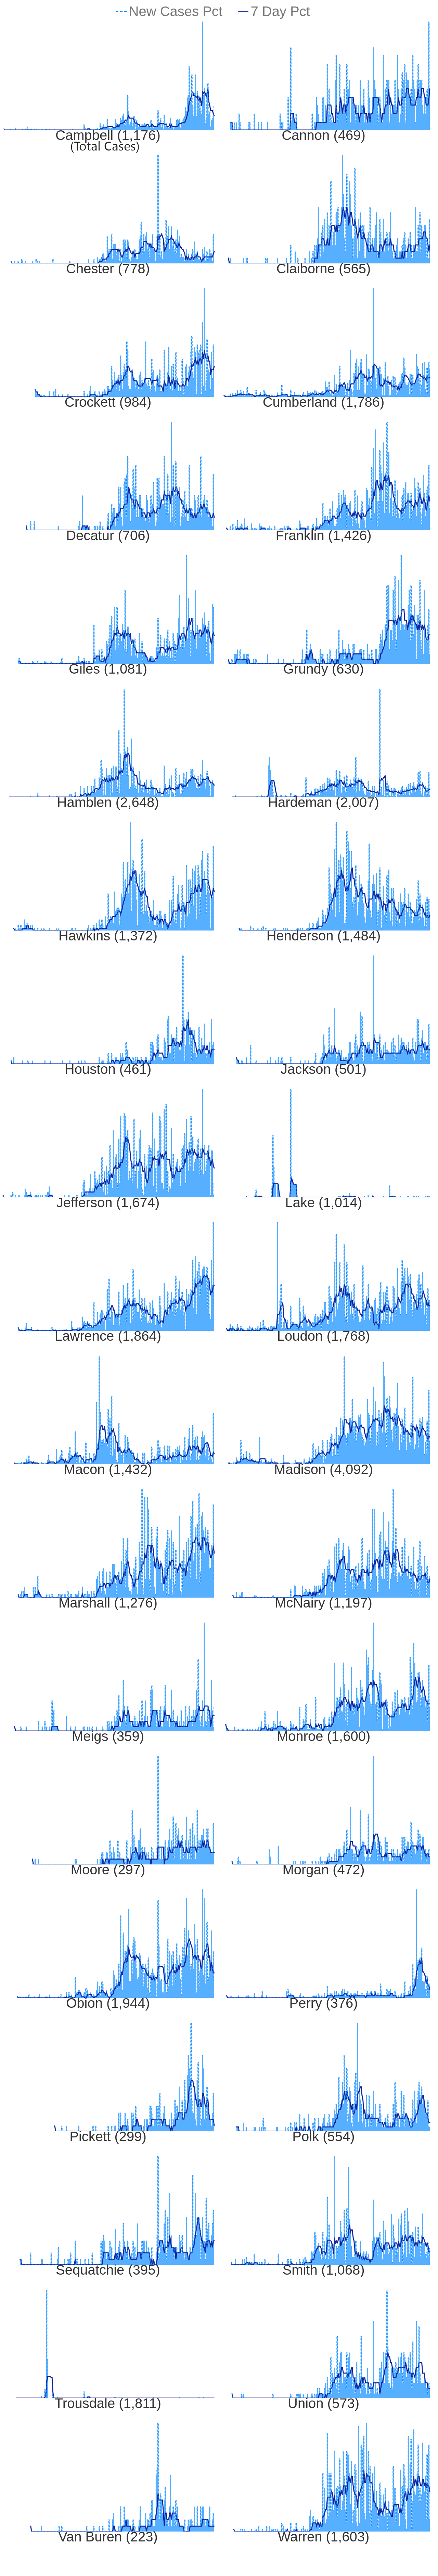 New Cases Pct 7 Day Pct
Campbell (1,176) Cannon (469)
(Total Cases)
Chester (778) Claiborne (565)
Crockett (984) Cumberland (1,786)
Decatur (706) Franklin (1,426)
Giles (1,081) Grundy (630)
Hamblen (2,648) Hardeman (2,007)
Hawkins (1,372) Henderson (1,484)
Houston (461) Jackson (501)
Jefferson (1,674) Lake (1,014)
Lawrence (1,864) Loudon (1,768)
Macon (1,432) Madison (4,092)
Marshall (1,276) McNairy (1,197)
Meigs (359) Monroe (1,600)
Moore (297) Morgan (472)
Obion (1,944) Perry (376)
Pickett (299) Polk (554)
Sequatchie (395) Smith (1,068)
Trousdale (1,811) Union (573)
Van Buren (223) Warren (1,603)